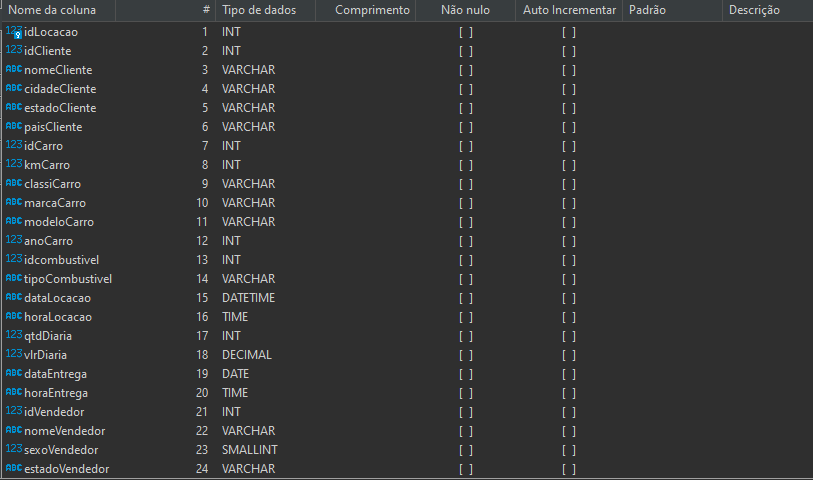 Nome da coluna # Tipo de dados Comprimento Não nulo Auto Incrementar Padrão Descrição
123 idLocacao 1 INT [ ] [ ]
123 idCliente 2 INT [ ] [ ]
ABC nomeCliente 3 VARCHAR [ ] [ ]
ABC cidadeCliente 4 VARCHAR [ ] [ ]
ABC estadoCliente 5 VARCHAR [ ] [ ]
ABC paisCliente 6 VARCHAR [ ] [ ]
123 idCarro 7 INT [ ] [ ]
123 kmCarro 8 INT [ ] [ ]
ABC classiCarro 9 VARCHAR [ ] [ ]
ABC marcaCarro 10 VARCHAR [ ] [ ]
ABC modeloCarro 11 VARCHAR [ ] [ ]
123 anoCarro 12 INT [ ] [ ]
123 idcombustivel 13 INT [ ] [ ]
ABC tipoCombustivel 14 VARCHAR [ ] [ ]
ABC dataLocacao 15 DATETIME [ ] [ ]
ABC horaLocacao 16 TIME [ ] [ ]
123 qtdDiaria 17 INT [ ] [ ]
123 vlrDiaria 18 DECIMAL [ ] [ ]
ABC dataEntrega 19 DATE [ ] [ ]
ABC horaEntrega 20 TIME [ ] [ ]
123 idVendedor 21 INT [ ] [ ]
ABC nomeVendedor 22 VARCHAR [ ] [ ]
123 sexoVendedor 23 SMALLINT [ ] [ ]
ABC estadoVendedor 24 VARCHAR [ ] [ ]